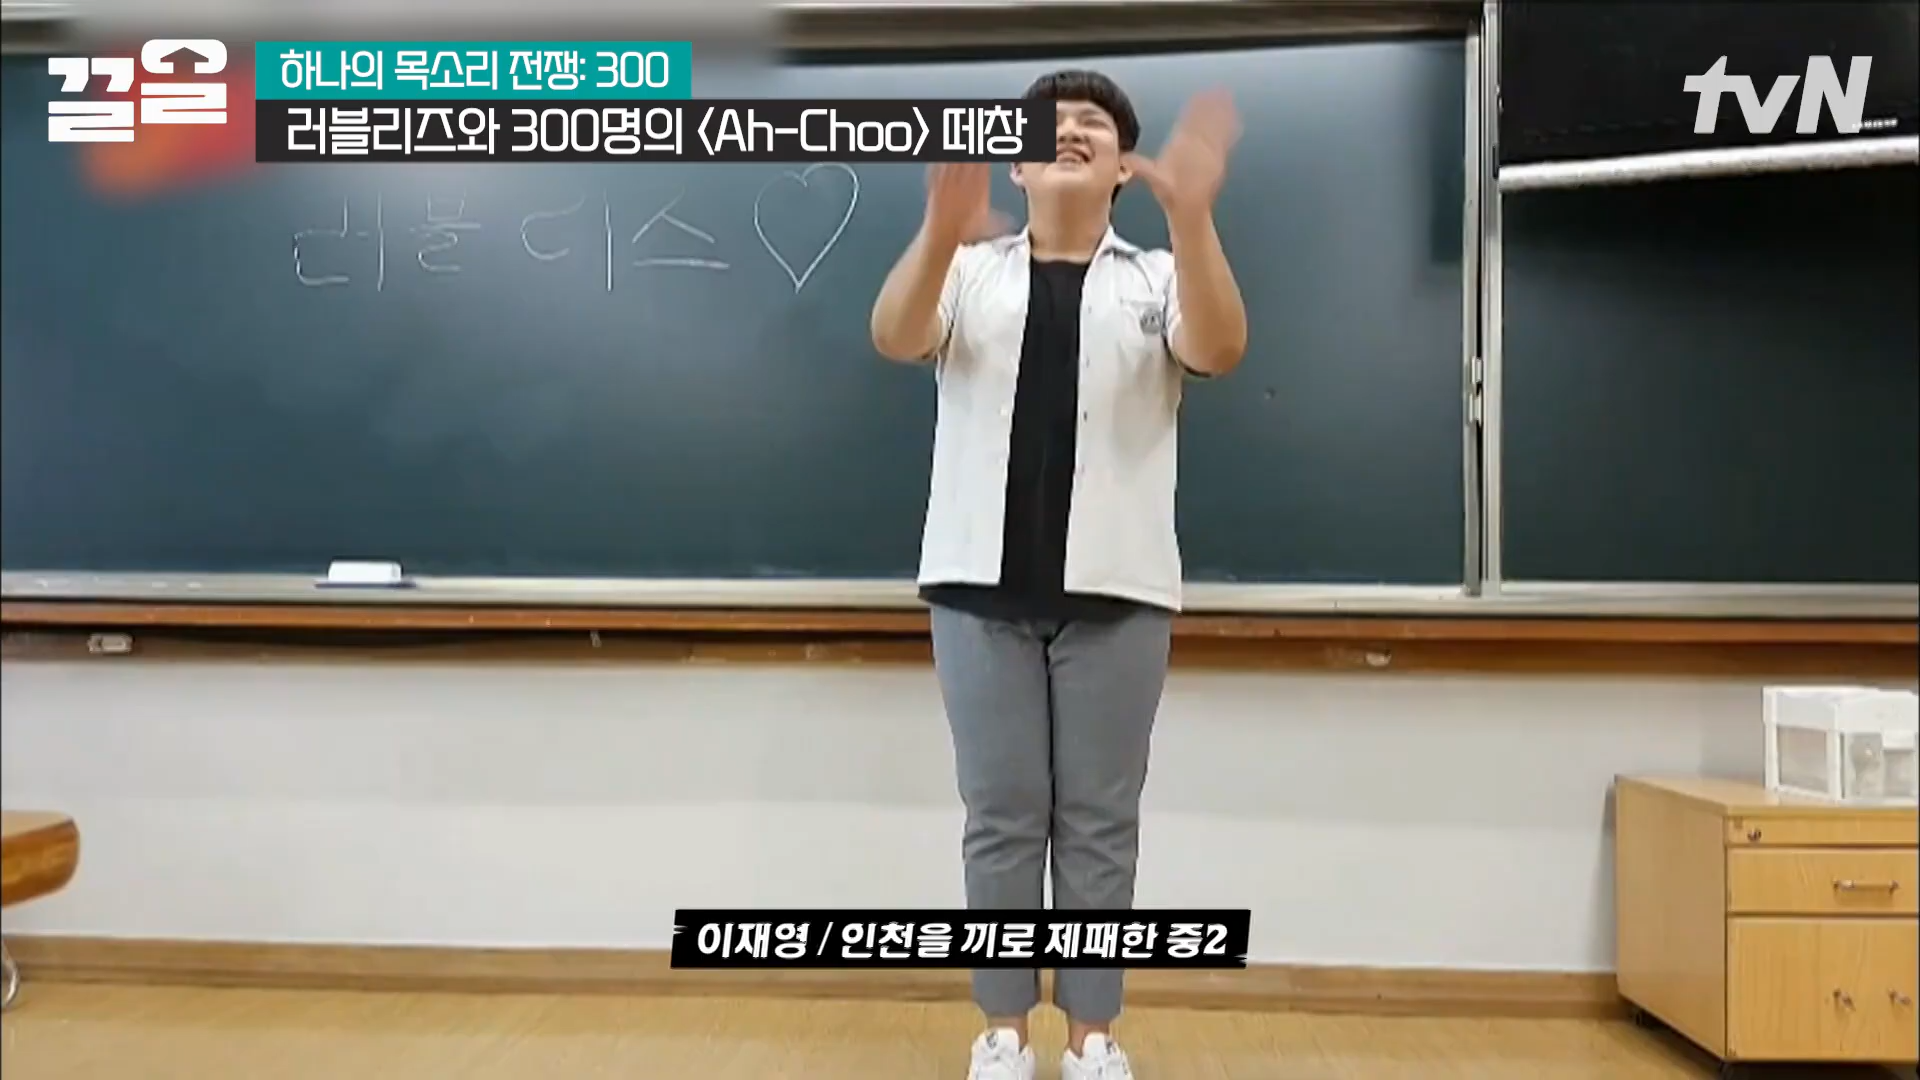 끌올
하나의 목소리 전쟁: 300
러블리즈와 300명의 <Ah-Choo> 떼창
tvN
러블리즈♡
이재영 / 인천을 끼로 제패한 중2